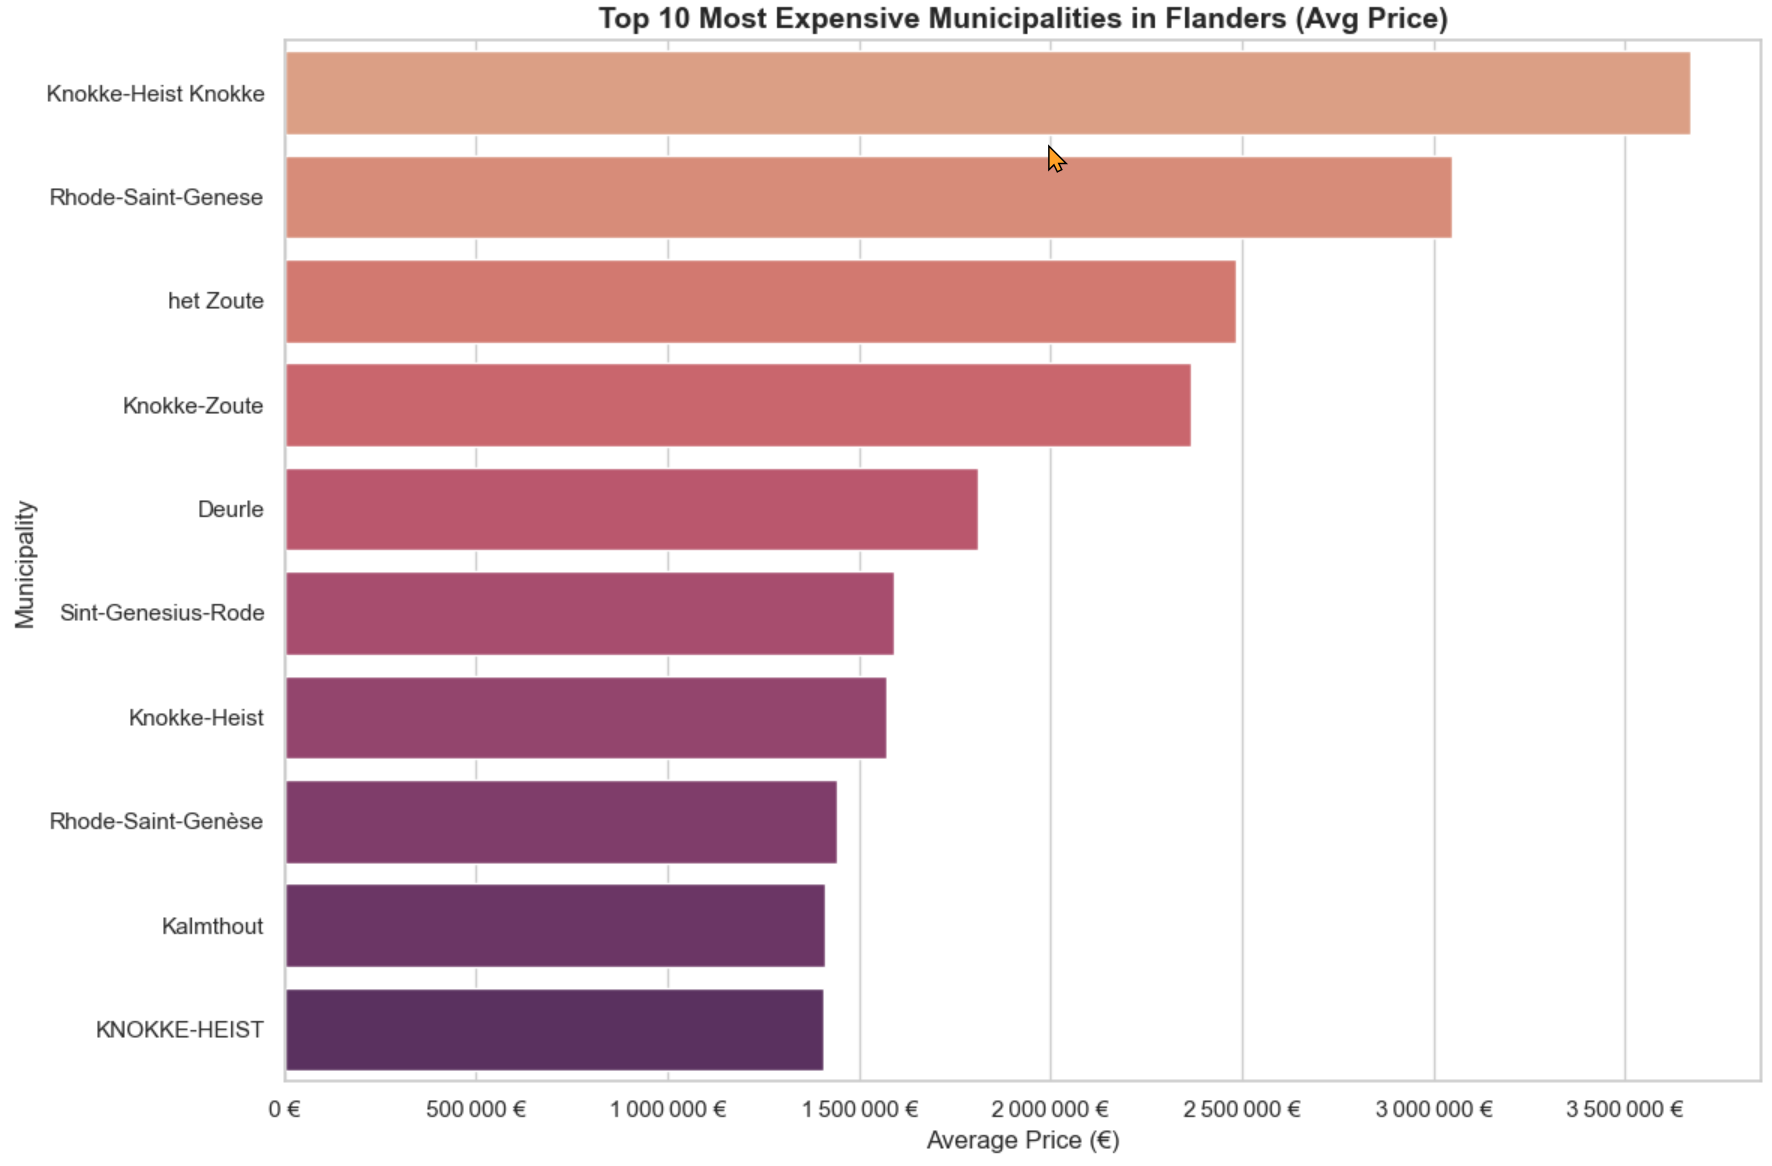 Top 10 Most Expensive Municipalities in Flanders (Avg Price)
Knokke-Heist Knokke
Rhode-Saint-Genese
het Zoute
Knokke-Zoute
Deurle
Sint-Genesius-Rode
Knokke-Heist
Rhode-Saint-Genèse
Kalmthout
KNOKKE-HEIST
Municipality
0 € 500 000 € 1 000 000 € 1 500 000 € 2 000 000 € 2 500 000 € 3 000 000 € 3 500 000 €
Average Price (€)